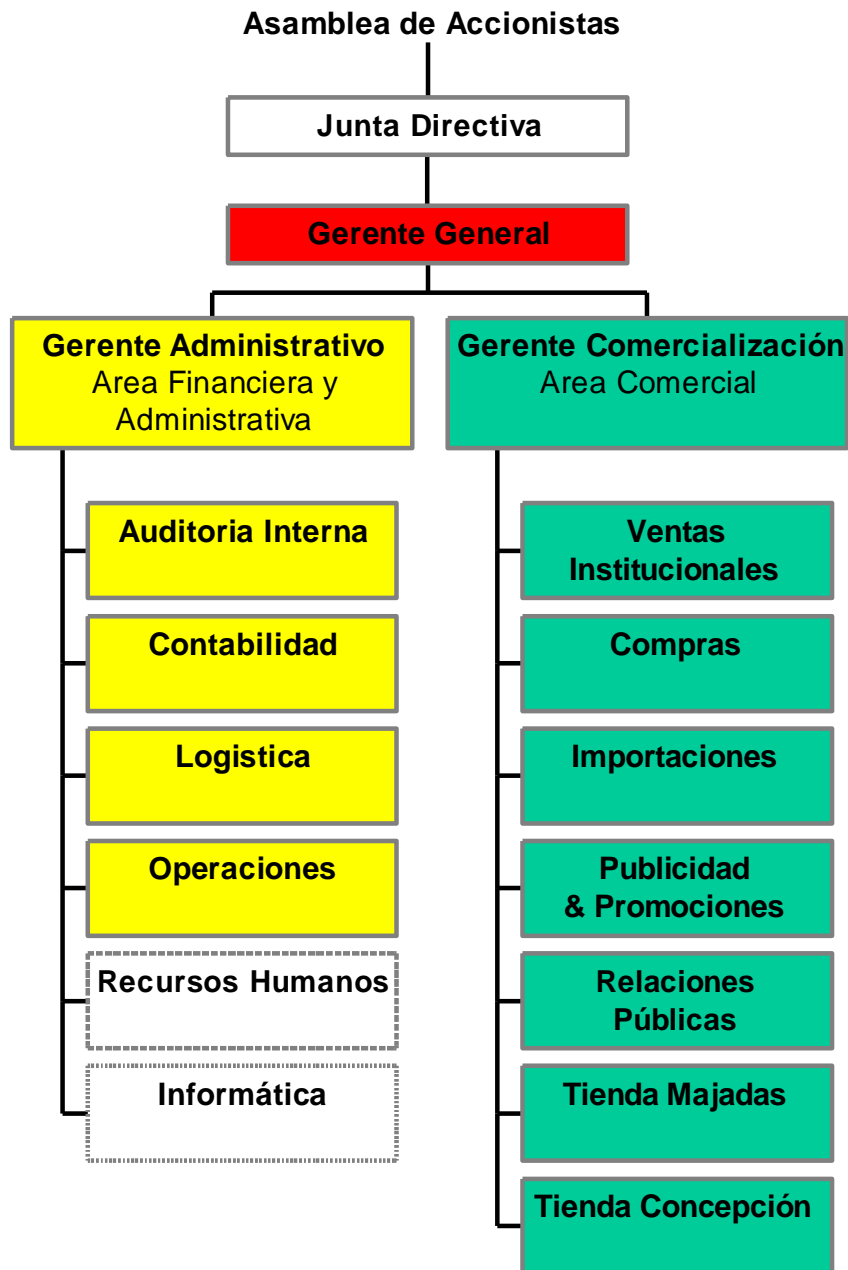 Asamblea de Accionistas
Junta Directiva
Gerente General
Gerente Administrativo
Area Financiera y
Administrativa
Gerente Comercialización
Area Comercial
Auditoria Interna
Contabilidad
Logistica
Operaciones
Recursos Humanos
Informática
Ventas
Institucionales
Compras
Importaciones
Publicidad
& Promociones
Relaciones
Públicas
Tienda Majadas
Tienda Concepción